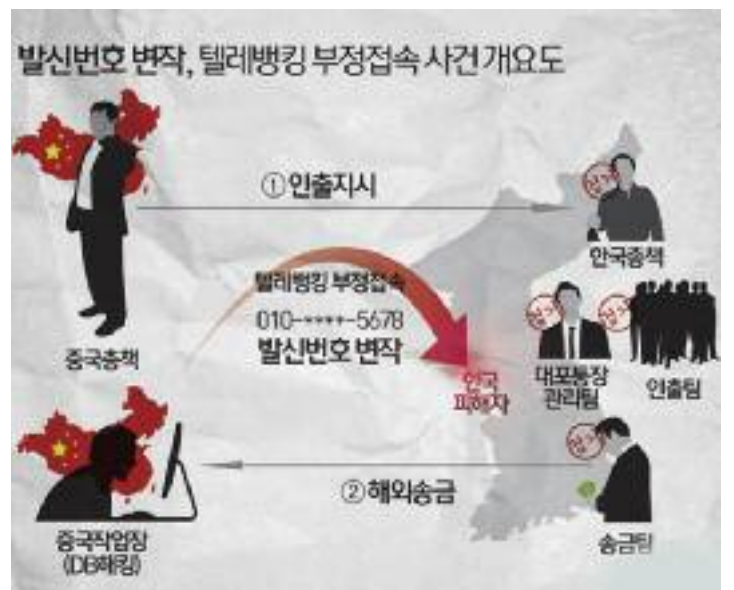 발신번호 변작, 텔레뱅킹 부정접속 사건 개요도
① 인출지시
한국총책
텔레뱅킹 부정접속
010-****-5678
발신번호 변작
중국총책
한국
피해자
대포통장
관리팀
인출팀
② 해외송금
중국작업장
(DB해킹)
송금팀